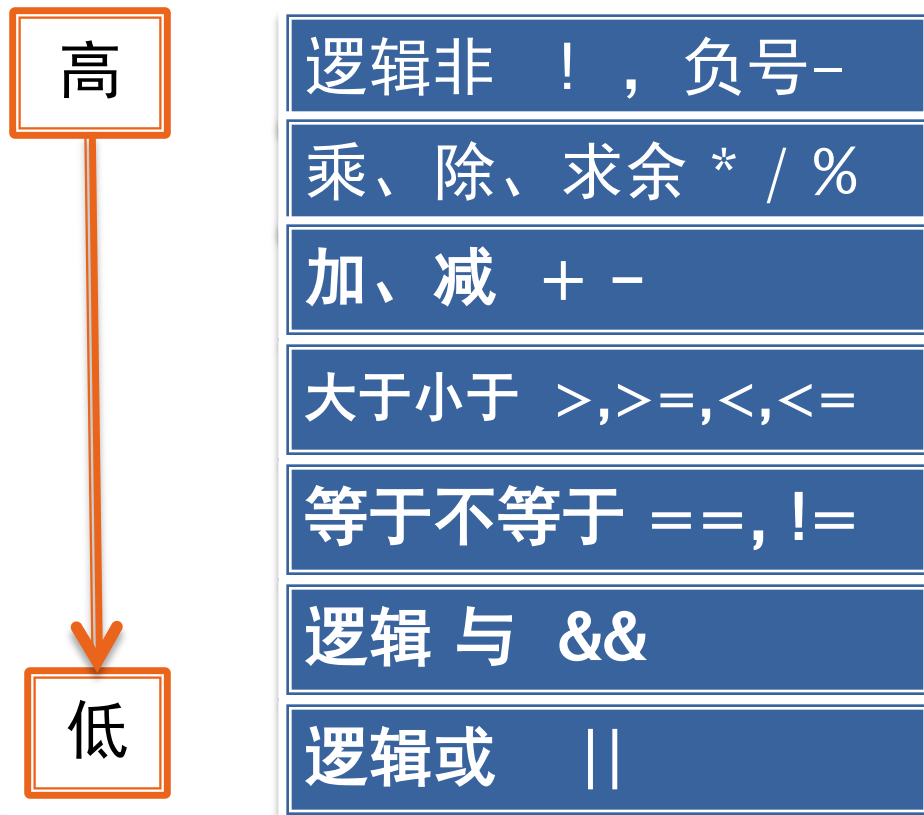 高
逻辑非 ! , 负号-
乘、除、求余 * / %
加、减 + -
大于小于 >,>=,<,<=
等于不等于 ==, !=
逻辑 与 &&
低
逻辑或 ||